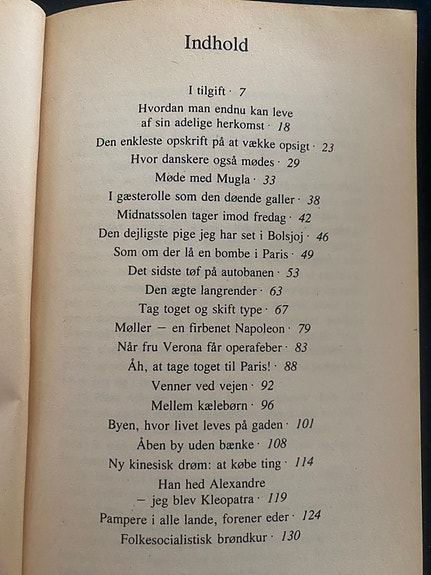 Indhold
I tilgift · 7
Hvordan man endnu kan leve
af sin adelige herkomst · 18
Den enkleste opskrift på at vække opsigt · 23
Hvor danskere også mødes · 29
Møde med Mugla · 33
I gæsterolle som den døende galler · 38
Midnatssolen tager imod fredag · 42
Den dejligste pige jeg har set i Bolsjoj · 46
Som om der lå en bombe i Paris · 49
Det sidste tøf på autobanen · 53
Den ægte langrender · 63
Tag toget og skift type · 67
Møller – en firbenet Napoleon · 79
Når fru Verona får operafeber · 83
Åh, at tage toget til Paris! · 88
Venner ved vejen · 92
Mellem kælebørn · 96
Byen, hvor livet leves på gaden · 101
Åben by uden bænke · 108
Ny kinesisk drøm: at købe ting · 114
Han hed Alexandre
– jeg blev Kleopatra · 119
Pampere i alle lande, forener eder · 124
Folkesocialistisk brøndkur · 130